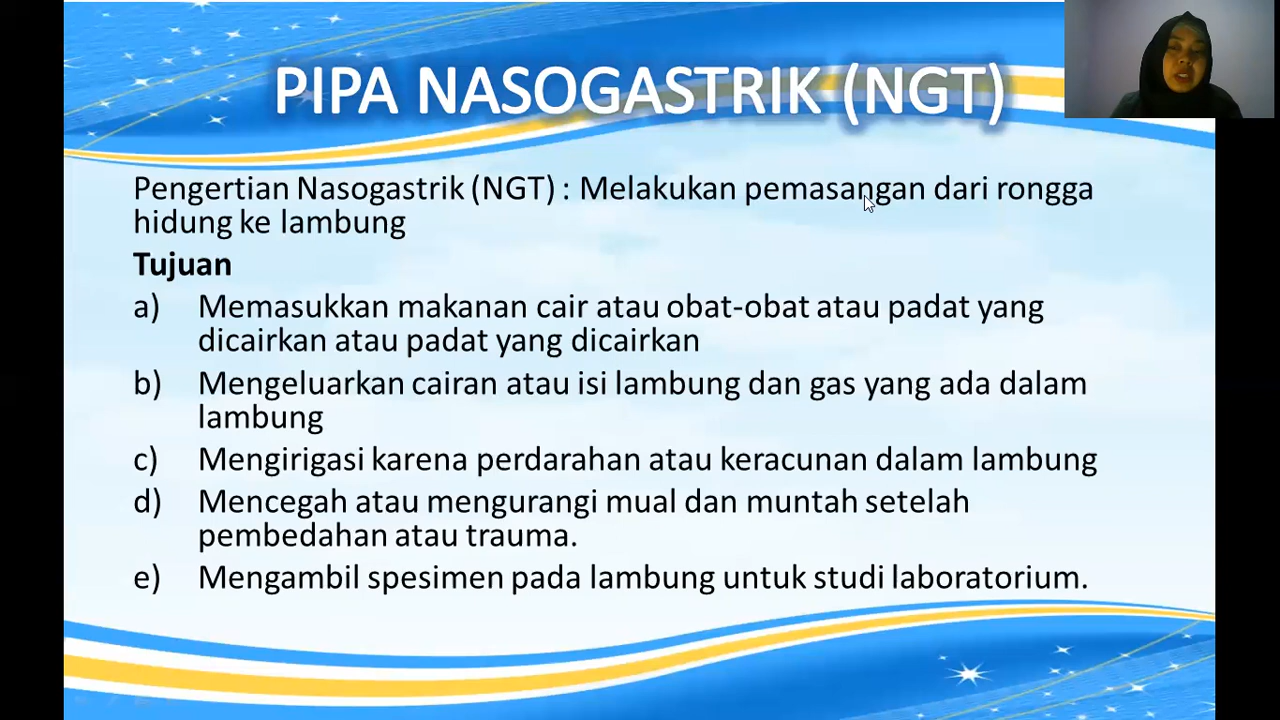 PIPA NASOGASTRIK (NGT)
Pengertian Nasogastrik (NGT) : Melakukan pemasangan dari rongga
hidung ke lambung
Tujuan
a) Memasukkan makanan cair atau obat-obat atau padat yang
dicairkan atau padat yang dicairkan
b) Mengeluarkan cairan atau isi lambung dan gas yang ada dalam
lambung
c) Mengirigasi karena perdarahan atau keracunan dalam lambung
d) Mencegah atau mengurangi mual dan muntah setelah
pembedahan atau trauma.
e) Mengambil spesimen pada lambung untuk studi laboratorium.